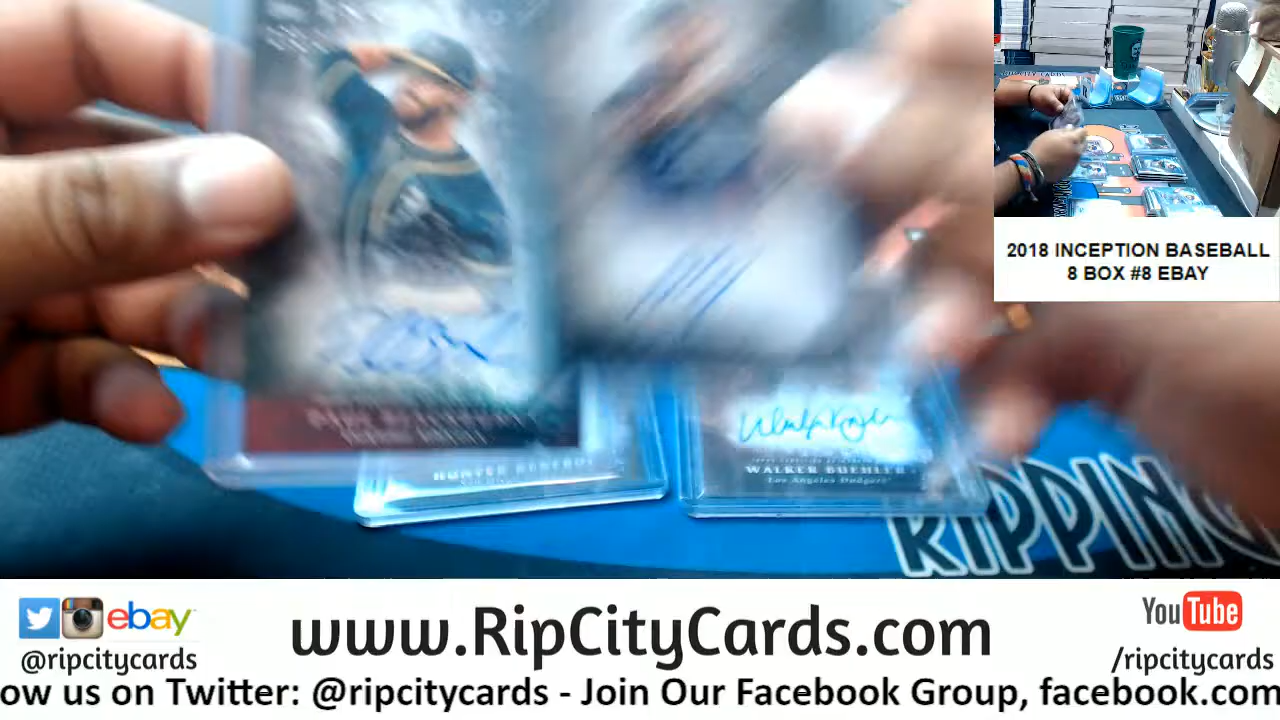 2018 INCEPTION BASEBALL
8 BOX #8 EBAY
HUNTER
WALKER BUEHLER
Los Angeles Dodgers
RIPPING
ebay
@ripcitycards
www.RipCityCards.com
YouTube
/ripcitycards
ow us on Twitter: @ripcitycards - Join Our Facebook Group, facebook.com